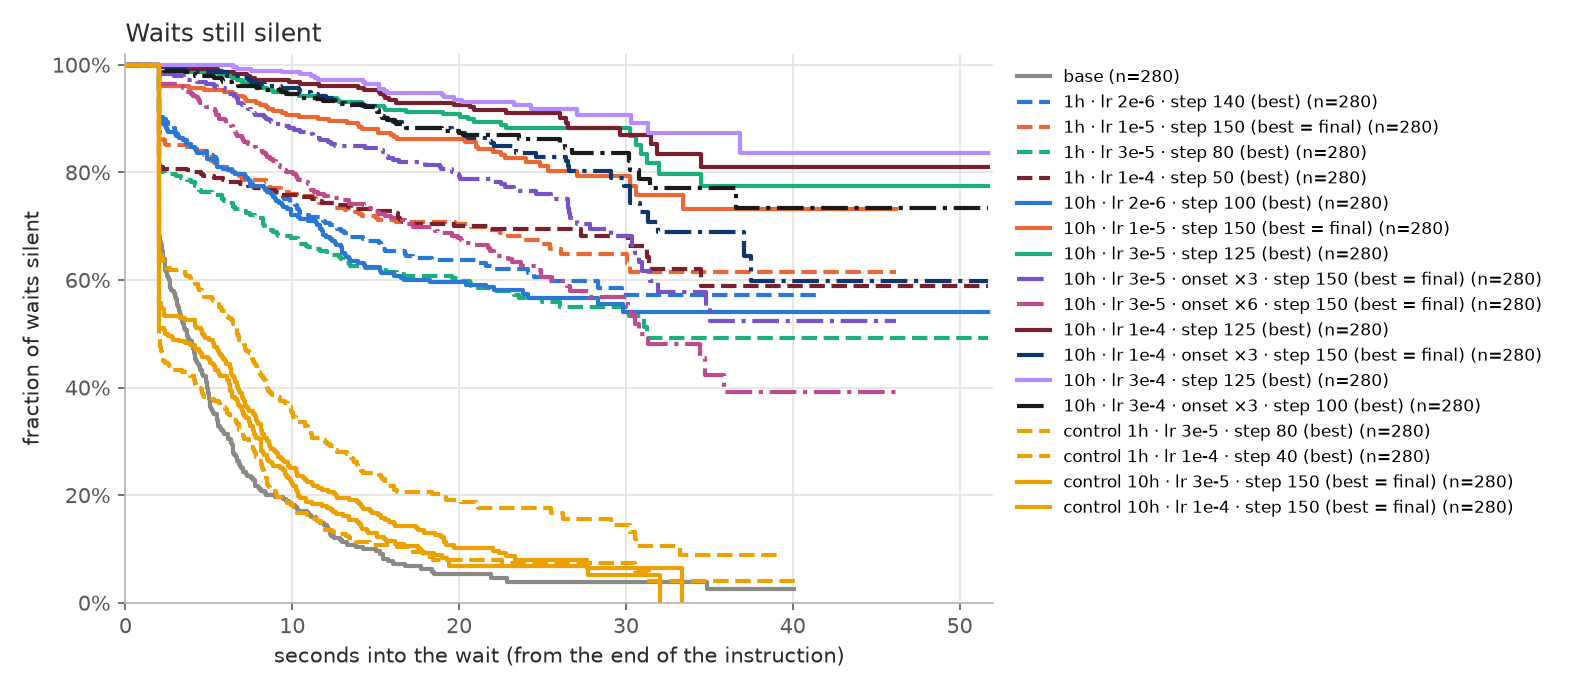 Waits still silent
100%
80%
60%
40%
20%
0%
0
10
20
30
40
50
seconds into the wait (from the end of the instruction)
fraction of waits silent
base (n=280)
1h · lr 2e-6 · step 140 (best) (n=280)
1h · lr 1e-5 · step 150 (best = final) (n=280)
1h · lr 3e-5 · step 80 (best) (n=280)
1h · lr 1e-4 · step 50 (best) (n=280)
10h · lr 2e-6 · step 100 (best) (n=280)
10h · lr 1e-5 · step 150 (best = final) (n=280)
10h · lr 3e-5 · step 125 (best) (n=280)
10h · lr 3e-5 · onset ×3 · step 150 (best = final) (n=280)
10h · lr 3e-5 · onset ×6 · step 150 (best = final) (n=280)
10h · lr 1e-4 · step 125 (best) (n=280)
10h · lr 1e-4 · onset ×3 · step 150 (best = final) (n=280)
10h · lr 3e-4 · step 125 (best) (n=280)
10h · lr 3e-4 · onset ×3 · step 100 (best) (n=280)
control 1h · lr 3e-5 · step 80 (best) (n=280)
control 1h · lr 1e-4 · step 40 (best) (n=280)
control 10h · lr 3e-5 · step 150 (best = final) (n=280)
control 10h · lr 1e-4 · step 150 (best = final) (n=280)